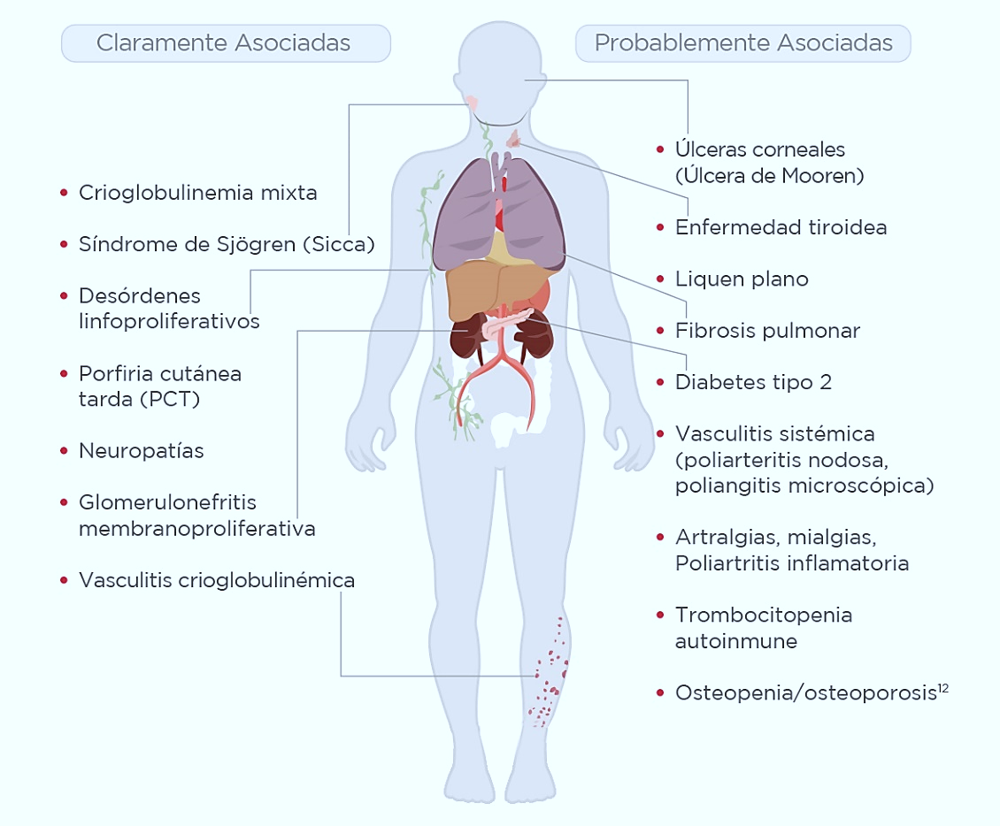 Claramente Asociadas
• Crioglobulinemia mixta
• Síndrome de Sjögren (Sicca)
• Desórdenes
linfoproliferativos
• Porfiria cutánea
tarda (PCT)
• Neuropatías
• Glomerulonefritis
membranoproliferativa
• Vasculitis crioglobulinémica
Probablemente Asociadas
• Úlceras corneales
(Úlcera de Mooren)
• Enfermedad tiroidea
• Liquen plano
• Fibrosis pulmonar
• Diabetes tipo 2
• Vasculitis sistémica
(poliarteritis nodosa,
poliangitis microscópica)
• Artralgias, mialgias,
Poliartritis inflamatoria
• Trombocitopenia
autoinmune
• Osteopenia/osteoporosis¹²